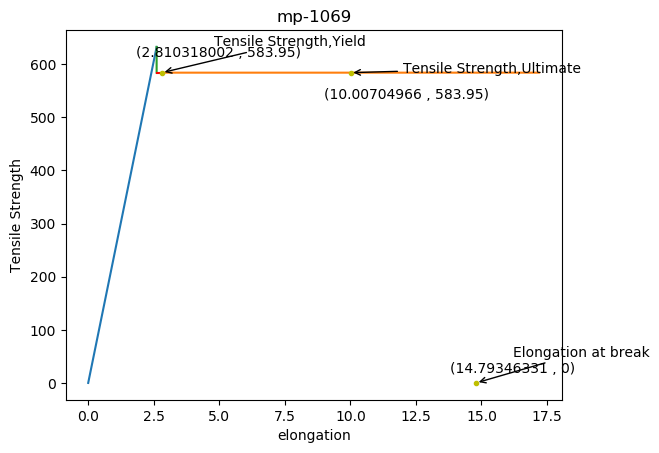 mp-1069
Tensile Strength,Yield
(2.810318002 , 583.95)
Tensile Strength,Ultimate
(10.00704966 , 583.95)
Elongation at break
(14.79346331 , 0)
Tensile Strength
600
500
400
300
200
100
0
0.0 2.5 5.0 7.5 10.0 12.5 15.0 17.5
elongation